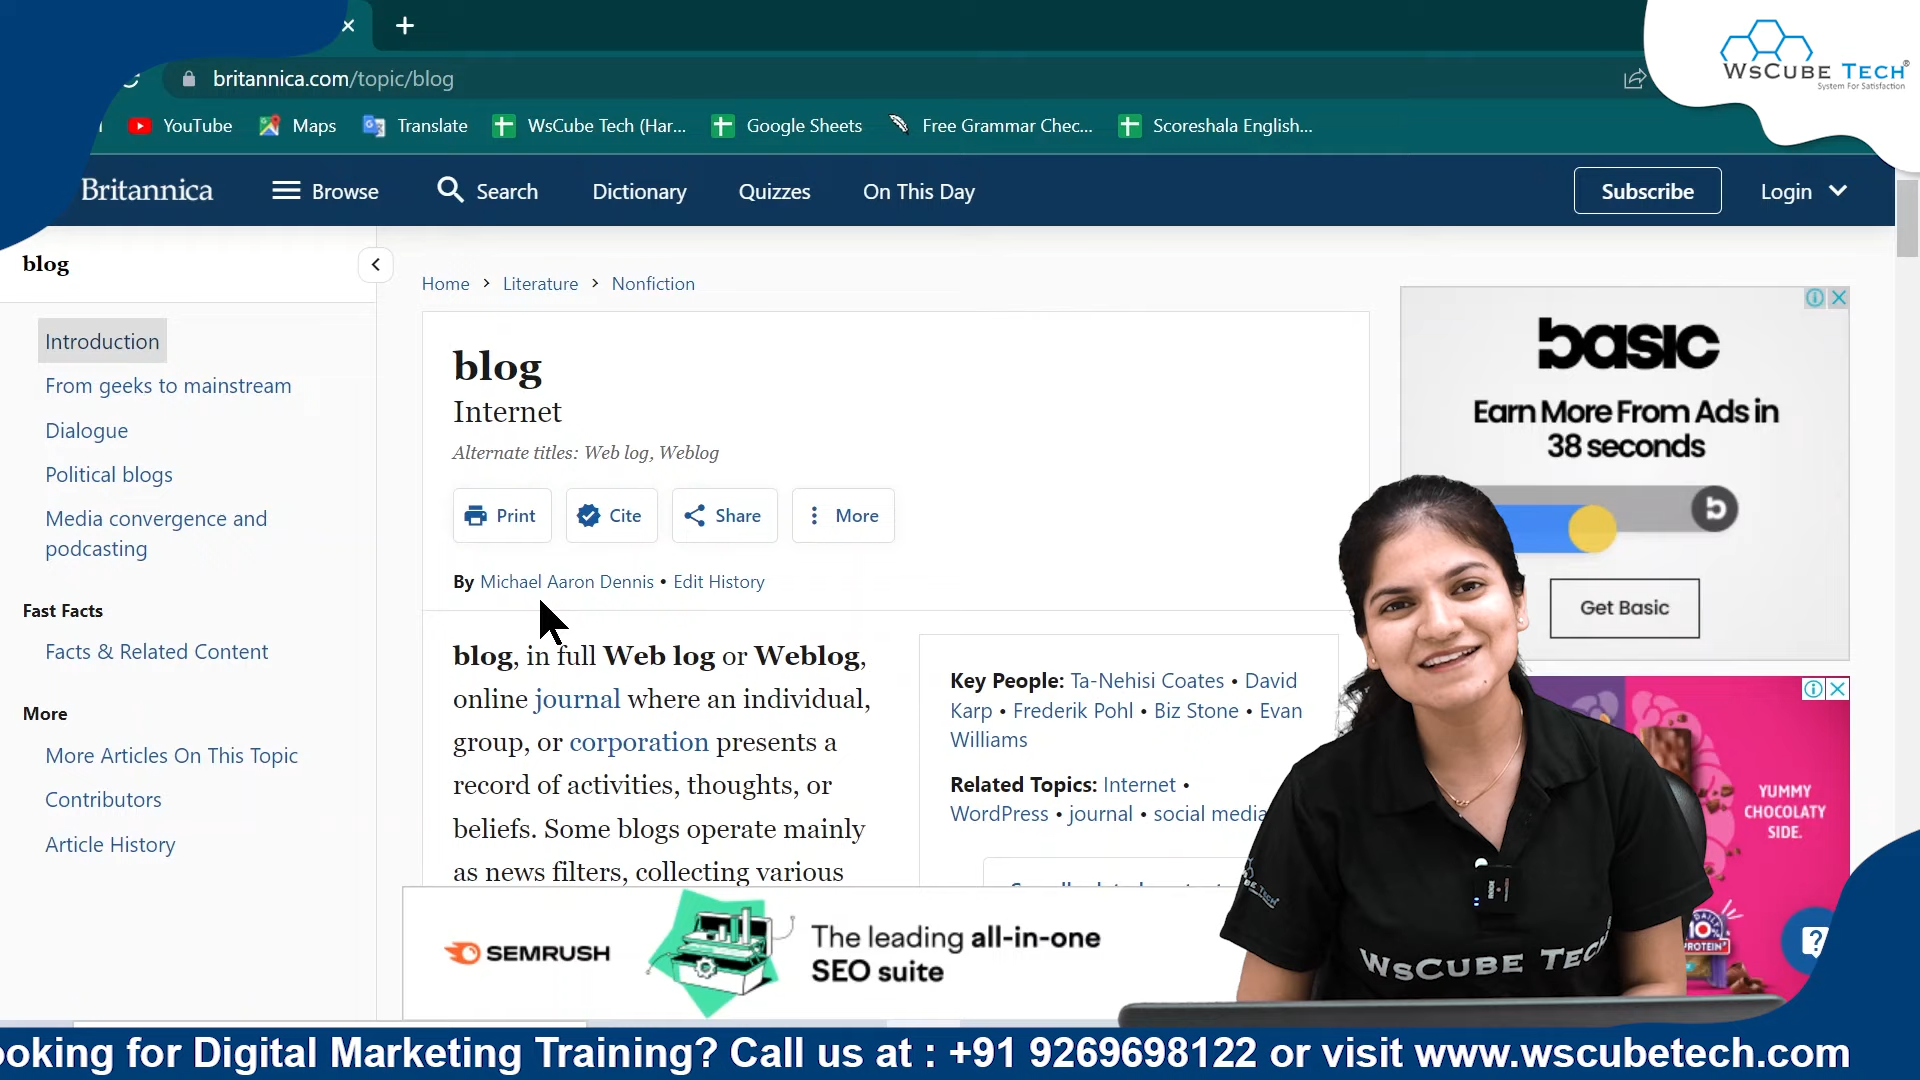 WsCUBE TECH®
System For Satisfaction
britannica.com/topic/blog
YouTube
Maps
Translate
WsCube Tech (Har...
Google Sheets
Free Grammar Chec...
Scoreshala English...
Britannica
Browse
Search
Dictionary
Quizzes
On This Day
Subscribe
Login
blog
Introduction
From geeks to mainstream
Dialogue
Political blogs
Media convergence and
podcasting
Fast Facts
Facts & Related Content
More
More Articles On This Topic
Contributors
Article History
Home > Literature > Nonfiction
blog
Internet
Alternate titles: Web log, Weblog
Print
Cite
Share
More
By Michael Aaron Dennis • Edit History
blog, in full Web log or Weblog,
online journal where an individual,
group, or corporation presents a
record of activities, thoughts, or
beliefs. Some blogs operate mainly
as news filters, collecting various
Key People: Ta-Nehisi Coates • David
Karp • Frederik Pohl • Biz Stone • Evan
Williams
Related Topics: Internet •
WordPress • journal • social media
basic
Earn More From Ads in
38 seconds
Get Basic
YUMMY
CHOCOLATY
SIDE.
10%
PROTEIN
WSCUBE TEC
SEMRUSH
The leading all-in-one
SEO suite
ooking for Digital Marketing Training? Call us at : +91 9269698122 or visit www.wscubetech.com